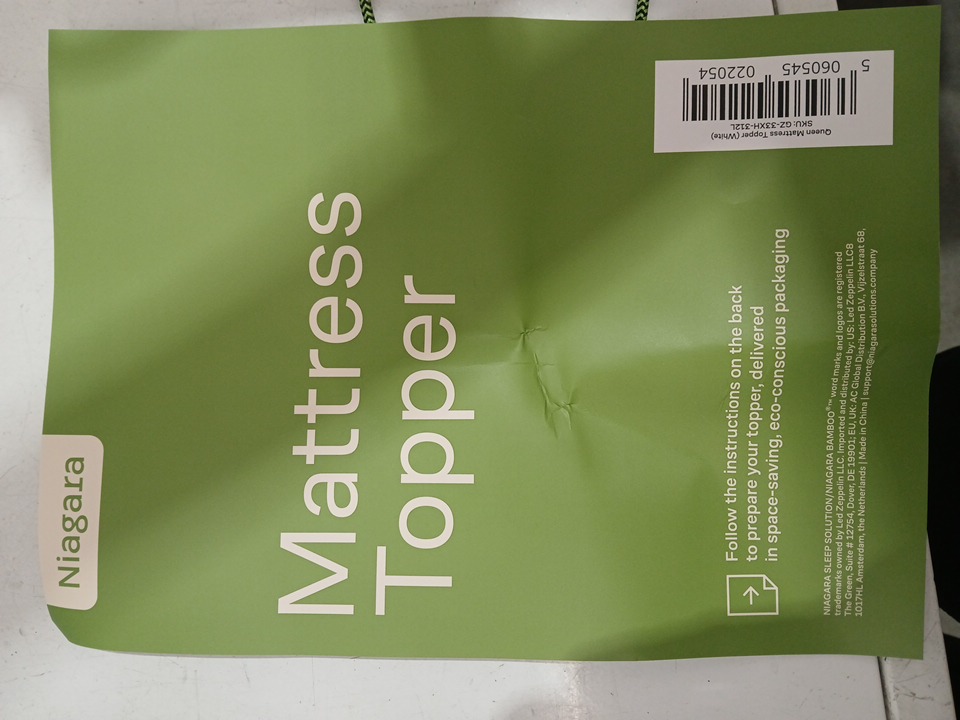 Niagara
Mattress
Topper
Follow the instructions on the back
to prepare your topper, delivered
in space-saving, eco-conscious packaging
NIAGARA SLEEP SOLUTION/NIAGARA BAMBOO®™ word marks and logos are registered
trademarks owned by Led Zeppelin LLC. Imported and distributed by: US: Led Zeppelin LLC8
The Green, Suite # 12754, Dover, DE 19901; EU, UK: AC Global Distribution B.V., Vijzelstraat 68,
1017HL Amsterdam, the Netherlands | Made in China | support@niagarasolutions.company
Queen Mattress Topper (White)
SKU: GZ-33XH-312L
5 060545 022054